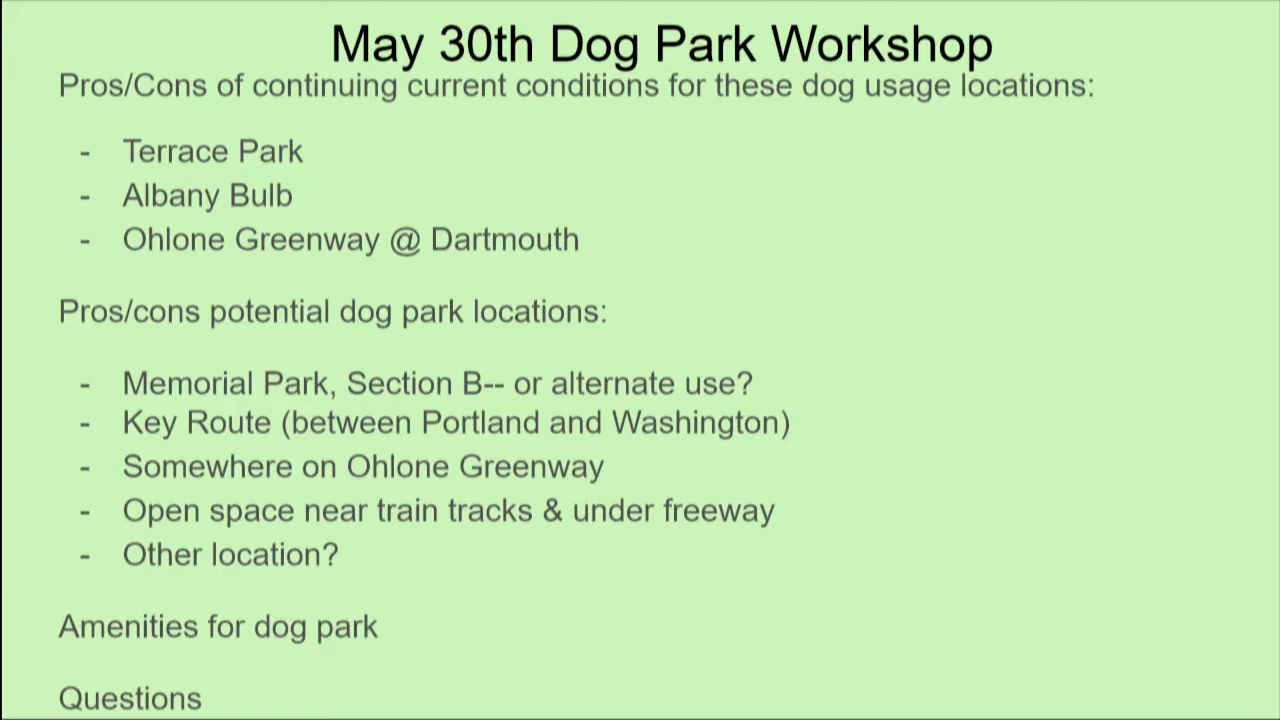 May 30th Dog Park Workshop
Pros/Cons of continuing current conditions for these dog usage locations:
- Terrace Park
- Albany Bulb
- Ohlone Greenway @ Dartmouth
Pros/cons potential dog park locations:
- Memorial Park, Section B-- or alternate use?
- Key Route (between Portland and Washington)
- Somewhere on Ohlone Greenway
- Open space near train tracks & under freeway
- Other location?
Amenities for dog park
Questions